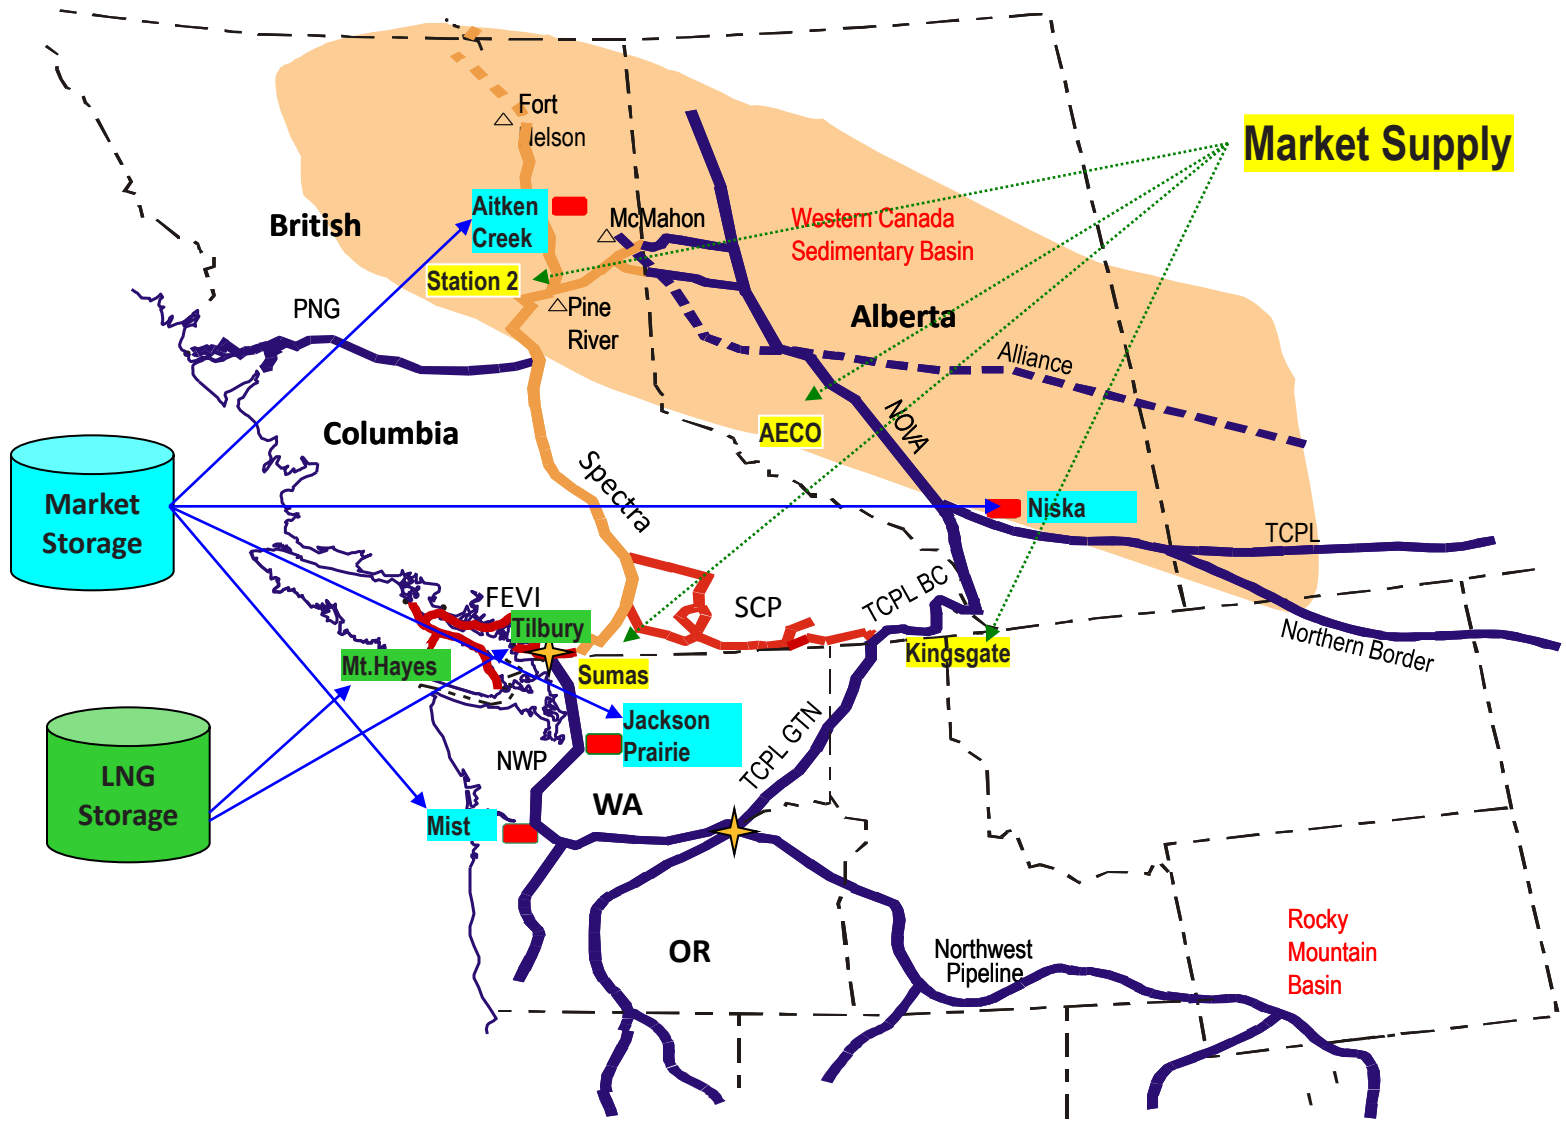 Market Supply
Fort
Nelson
Aitken
Creek
McMahon
British
Western Canada
Sedimentary Basin
Station 2
PNG
Pine
River
Alberta
Alliance
Columbia
NOVA
AECO
Spectra
Market
Storage
Niska
TCPL
FEVI
SCP
TCPL BC
Tilbury
Northern Border
Mt.Hayes
Sumas
Kingsgate
Jackson
Prairie
NWP
TCPL GTN
LNG
Storage
WA
Mist
Rocky
Mountain
Basin
OR
Northwest
Pipeline